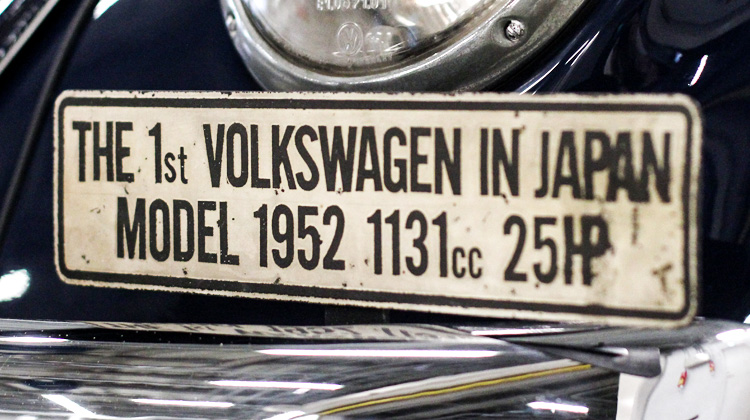 THE 1st VOLKSWAGEN IN JAPAN
MODEL 1952 1131cc 25HP